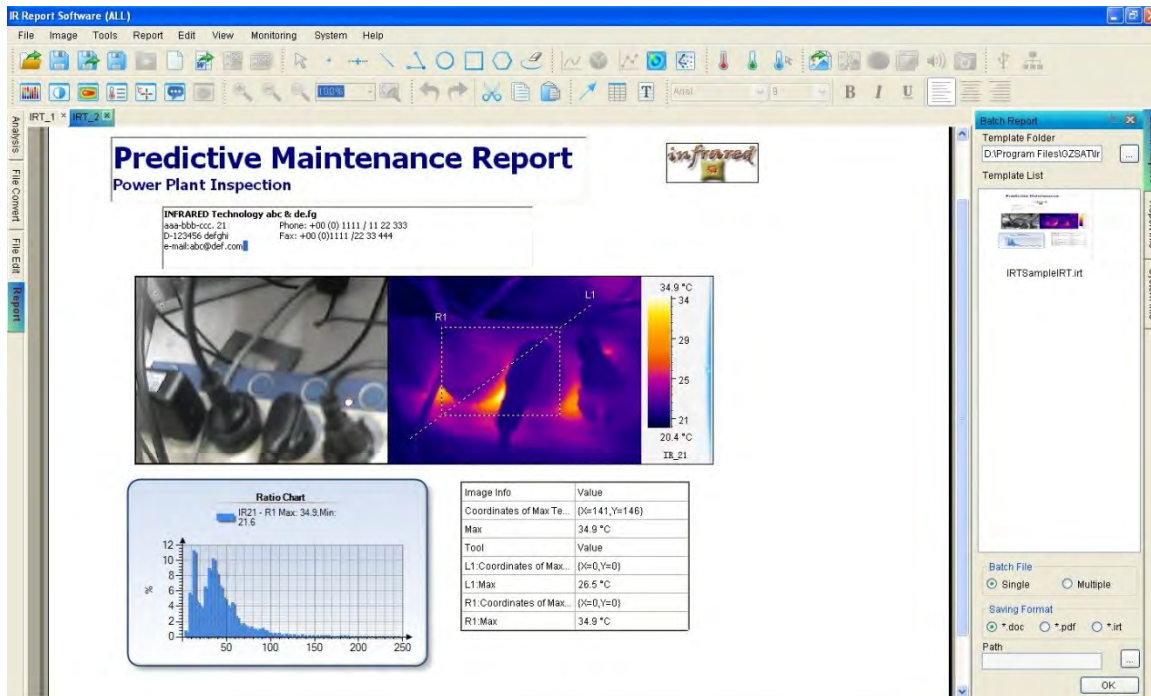 IR Report Software (ALL)
File Image Tools Report Edit View Monitoring System Help
100%
Arial 9 B I U
IRT_1 IRT_2
Analysis
File Convert
File Edit
Report
Predictive Maintenance Report
Power Plant Inspection
infrared
INFRARED Technology abc & de.fg
aaa-bbb-ccc. 21 Phone: +00 (0) 1111 / 11 22 333
D-123456 defghi Fax: +00 (0)1111 /22 33 444
e-mail:abc@def.com
R1
L1
34.9 °C
34
29
25
21
20.4 °C
IR_21
Ratio Chart
IR21 - R1 Max: 34.9,Min:
21.6
%
12
10
8
6
4
2
0
50 100 150 200 250
Image Info Value
Coordinates of Max Te... {X=141,Y=146}
Max 34.9 °C
Tool Value
L1:Coordinates of Max... {X=0,Y=0}
L1:Max 26.5 °C
R1:Coordinates of Max... {X=0,Y=0}
R1:Max 34.9 °C
Batch Report
Template Folder
D:\Program Files\GZSAT\Ir ...
Template List
Predictive Maintenance
IRTSampleIRT.irt
Batch File
Single Multiple
Saving Format
*.doc *.pdf *.irt
Path
...
OK